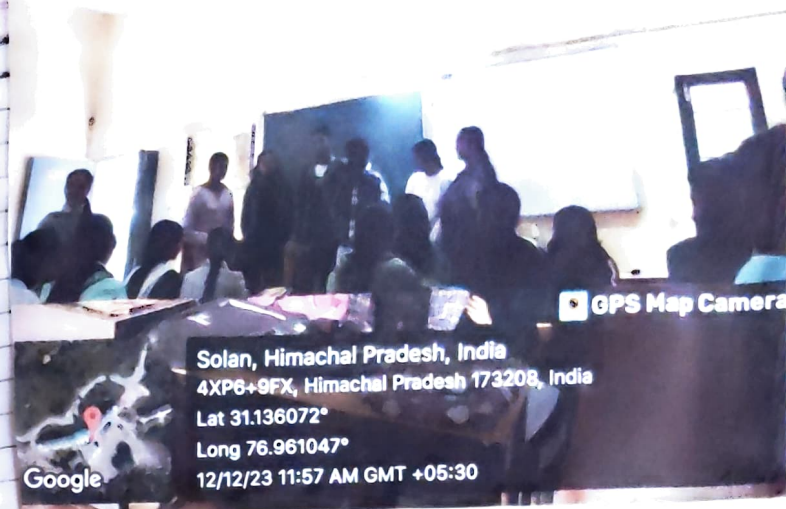 GPS Map Camera
Solan, Himachal Pradesh, India
4XP6+9FX, Himachal Pradesh 173208, India
Lat 31.136072°
Long 76.961047°
12/12/23 11:57 AM GMT +05:30
Google